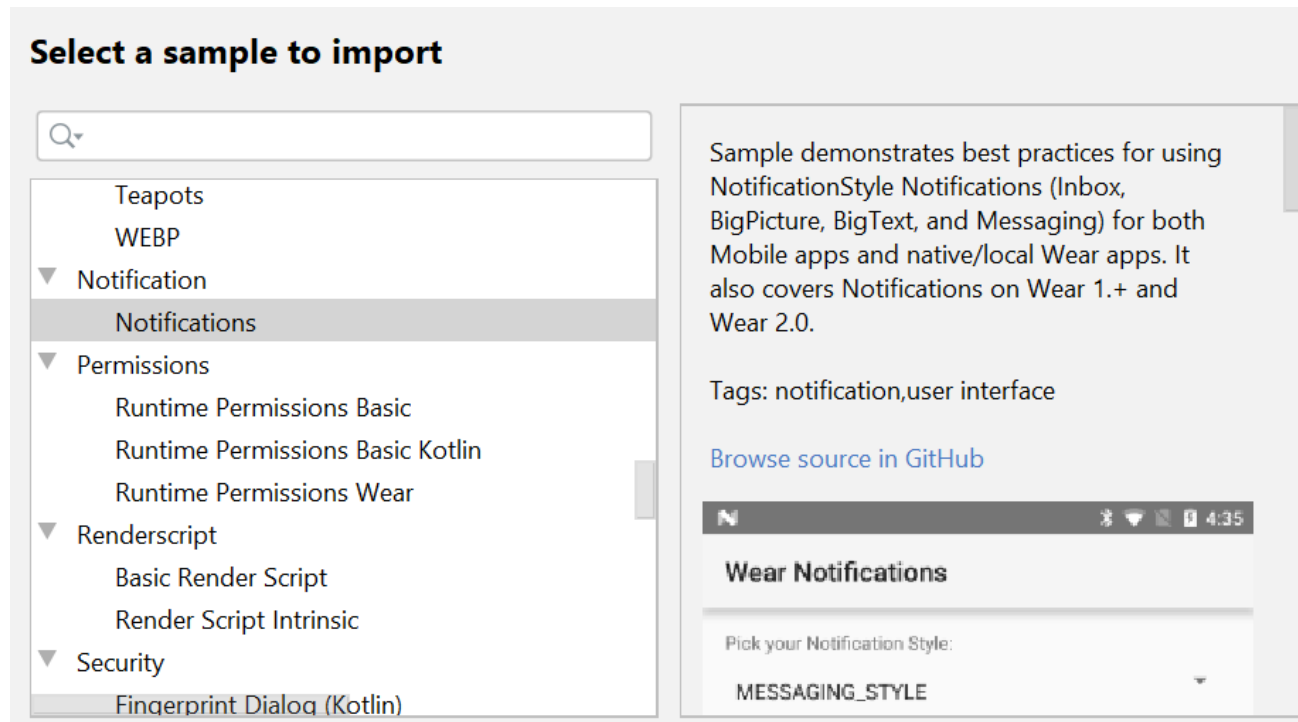 Select a sample to import
Teapots
WEBP
Notification
Notifications
Permissions
Runtime Permissions Basic
Runtime Permissions Basic Kotlin
Runtime Permissions Wear
Renderscript
Basic Render Script
Render Script Intrinsic
Security
Fingerprint Dialog (Kotlin)
Sample demonstrates best practices for using
NotificationStyle Notifications (Inbox,
BigPicture, BigText, and Messaging) for both
Mobile apps and native/local Wear apps. It
also covers Notifications on Wear 1.+ and
Wear 2.0.
Tags: notification,user interface
Browse source in GitHub
4:35
Wear Notifications
Pick your Notification Style:
MESSAGING_STYLE